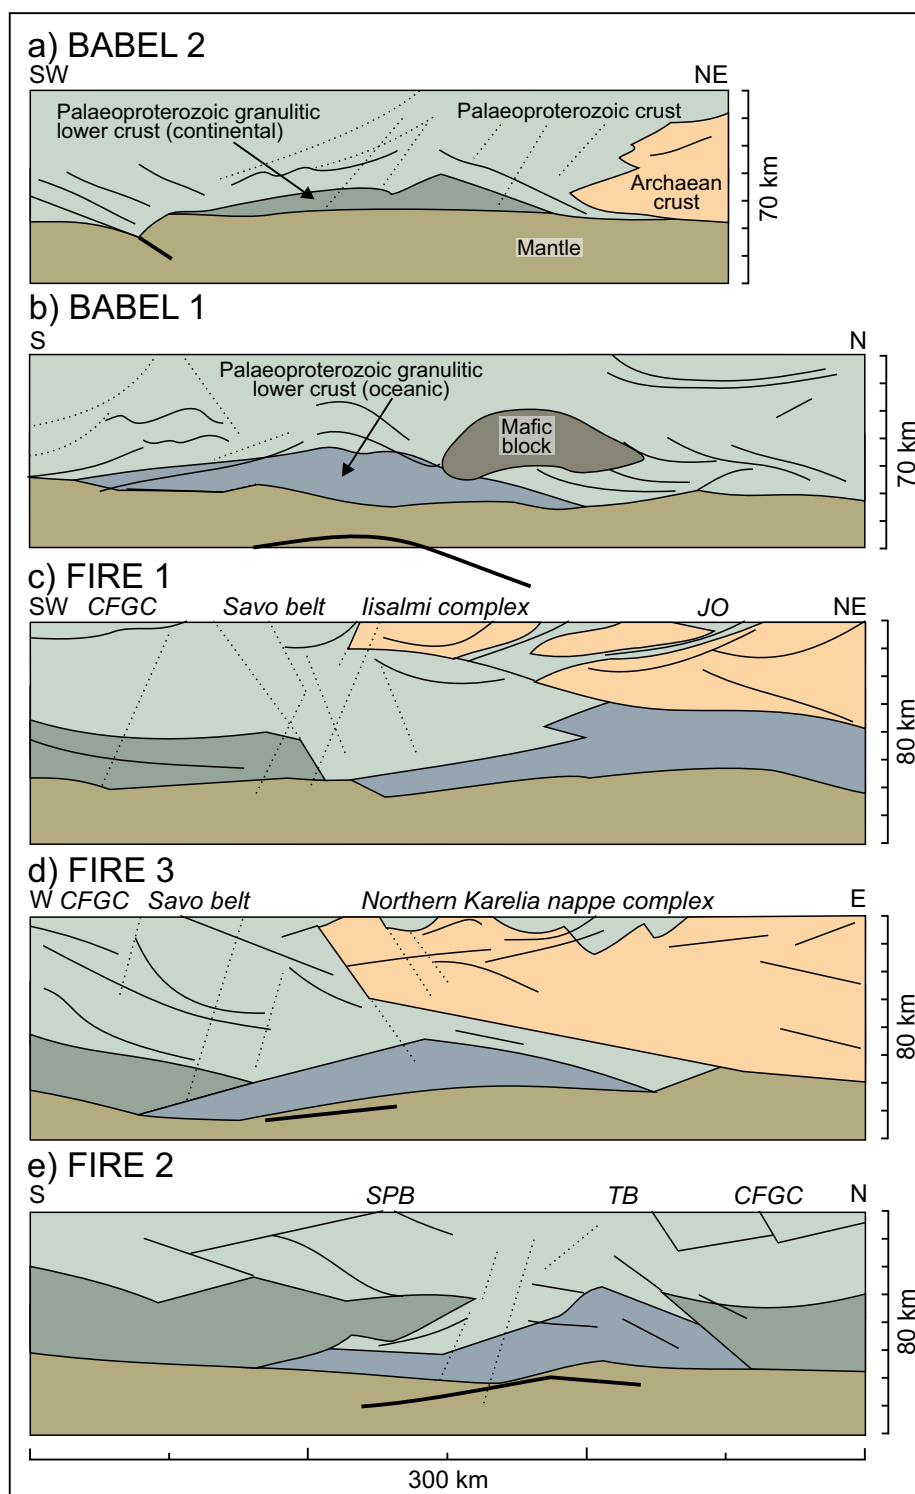 a) BABEL 2
SW
NE
Palaeoproterozoic granulitic
lower crust (continental)
Palaeoproterozoic crust
Archaean
crust
Mantle
70 km
b) BABEL 1
S
N
Palaeoproterozoic granulitic
lower crust (oceanic)
Mafic
block
70 km
c) FIRE 1
SW CFGC Savo belt Iisalmi complex JO NE
80 km
d) FIRE 3
W CFGC Savo belt Northern Karelia nappe complex E
80 km
e) FIRE 2
S SPB TB CFGC N
80 km
300 km